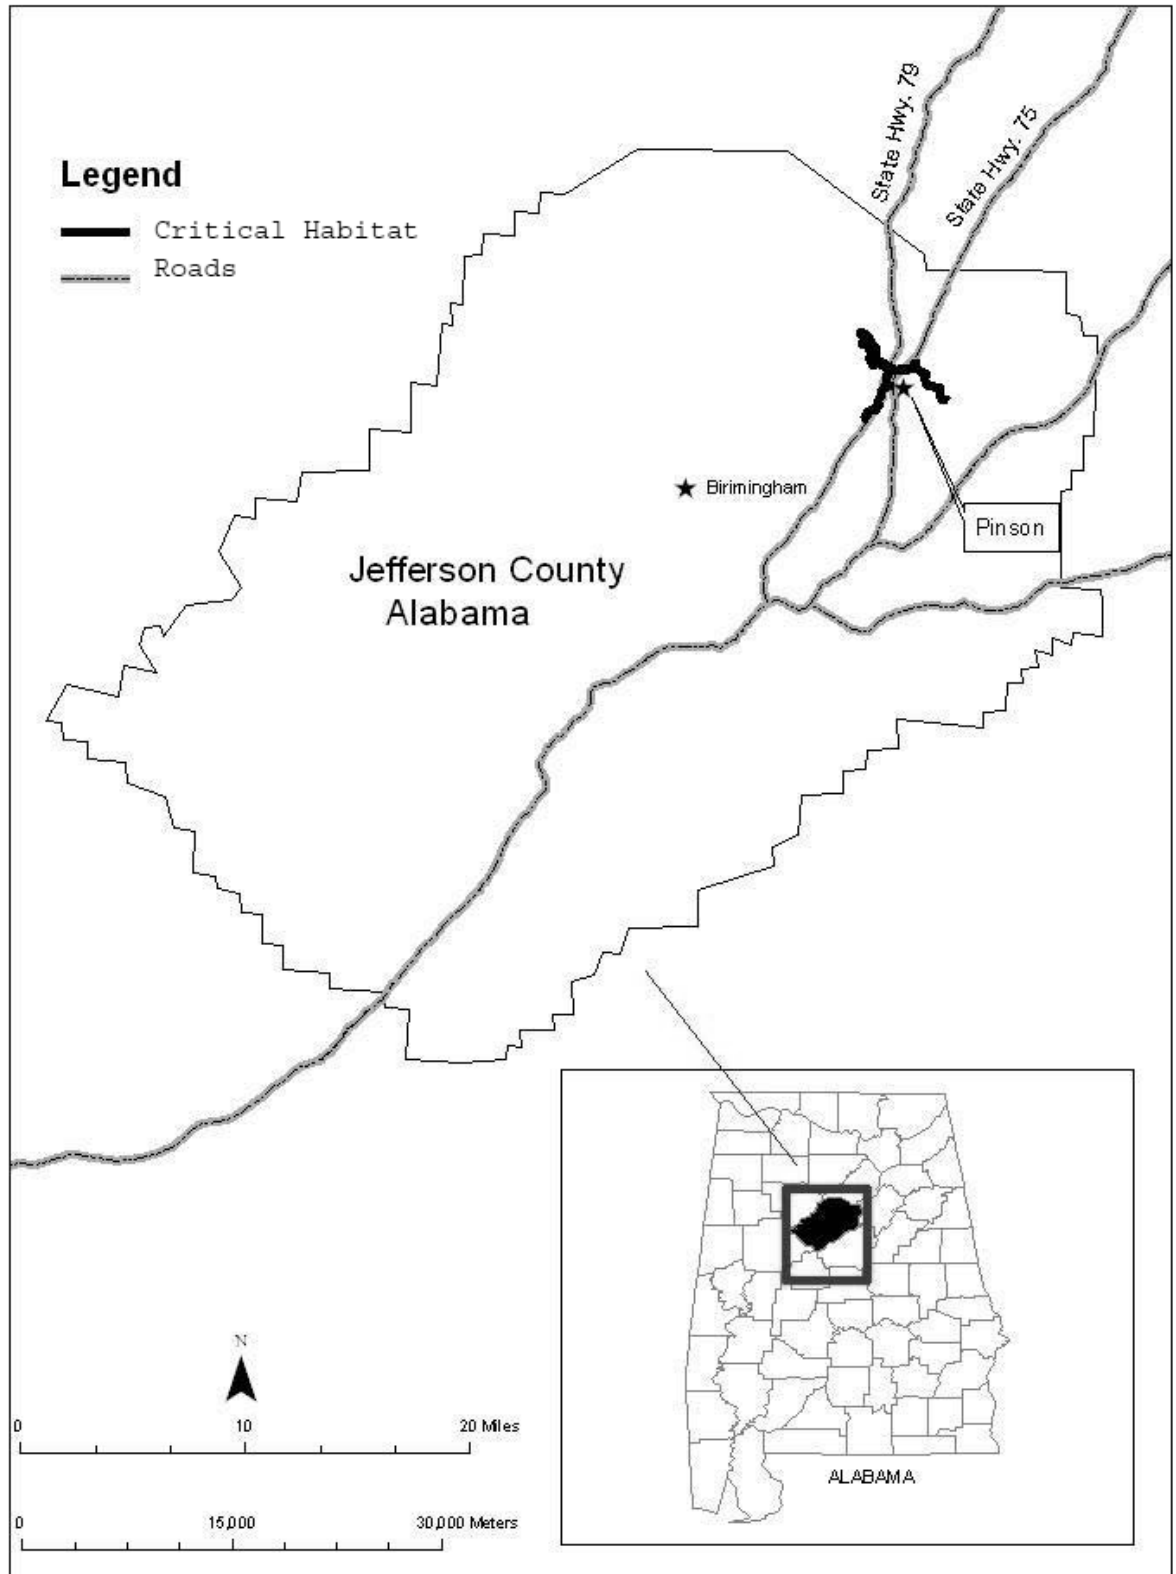 State Hwy. 79
State Hwy. 75
Legend
Critical Habitat
Roads
Birimingham
Pinson
Jefferson County
Alabama
N
0 10 20 Miles
0 15,000 30,000 Meters
ALABAMA